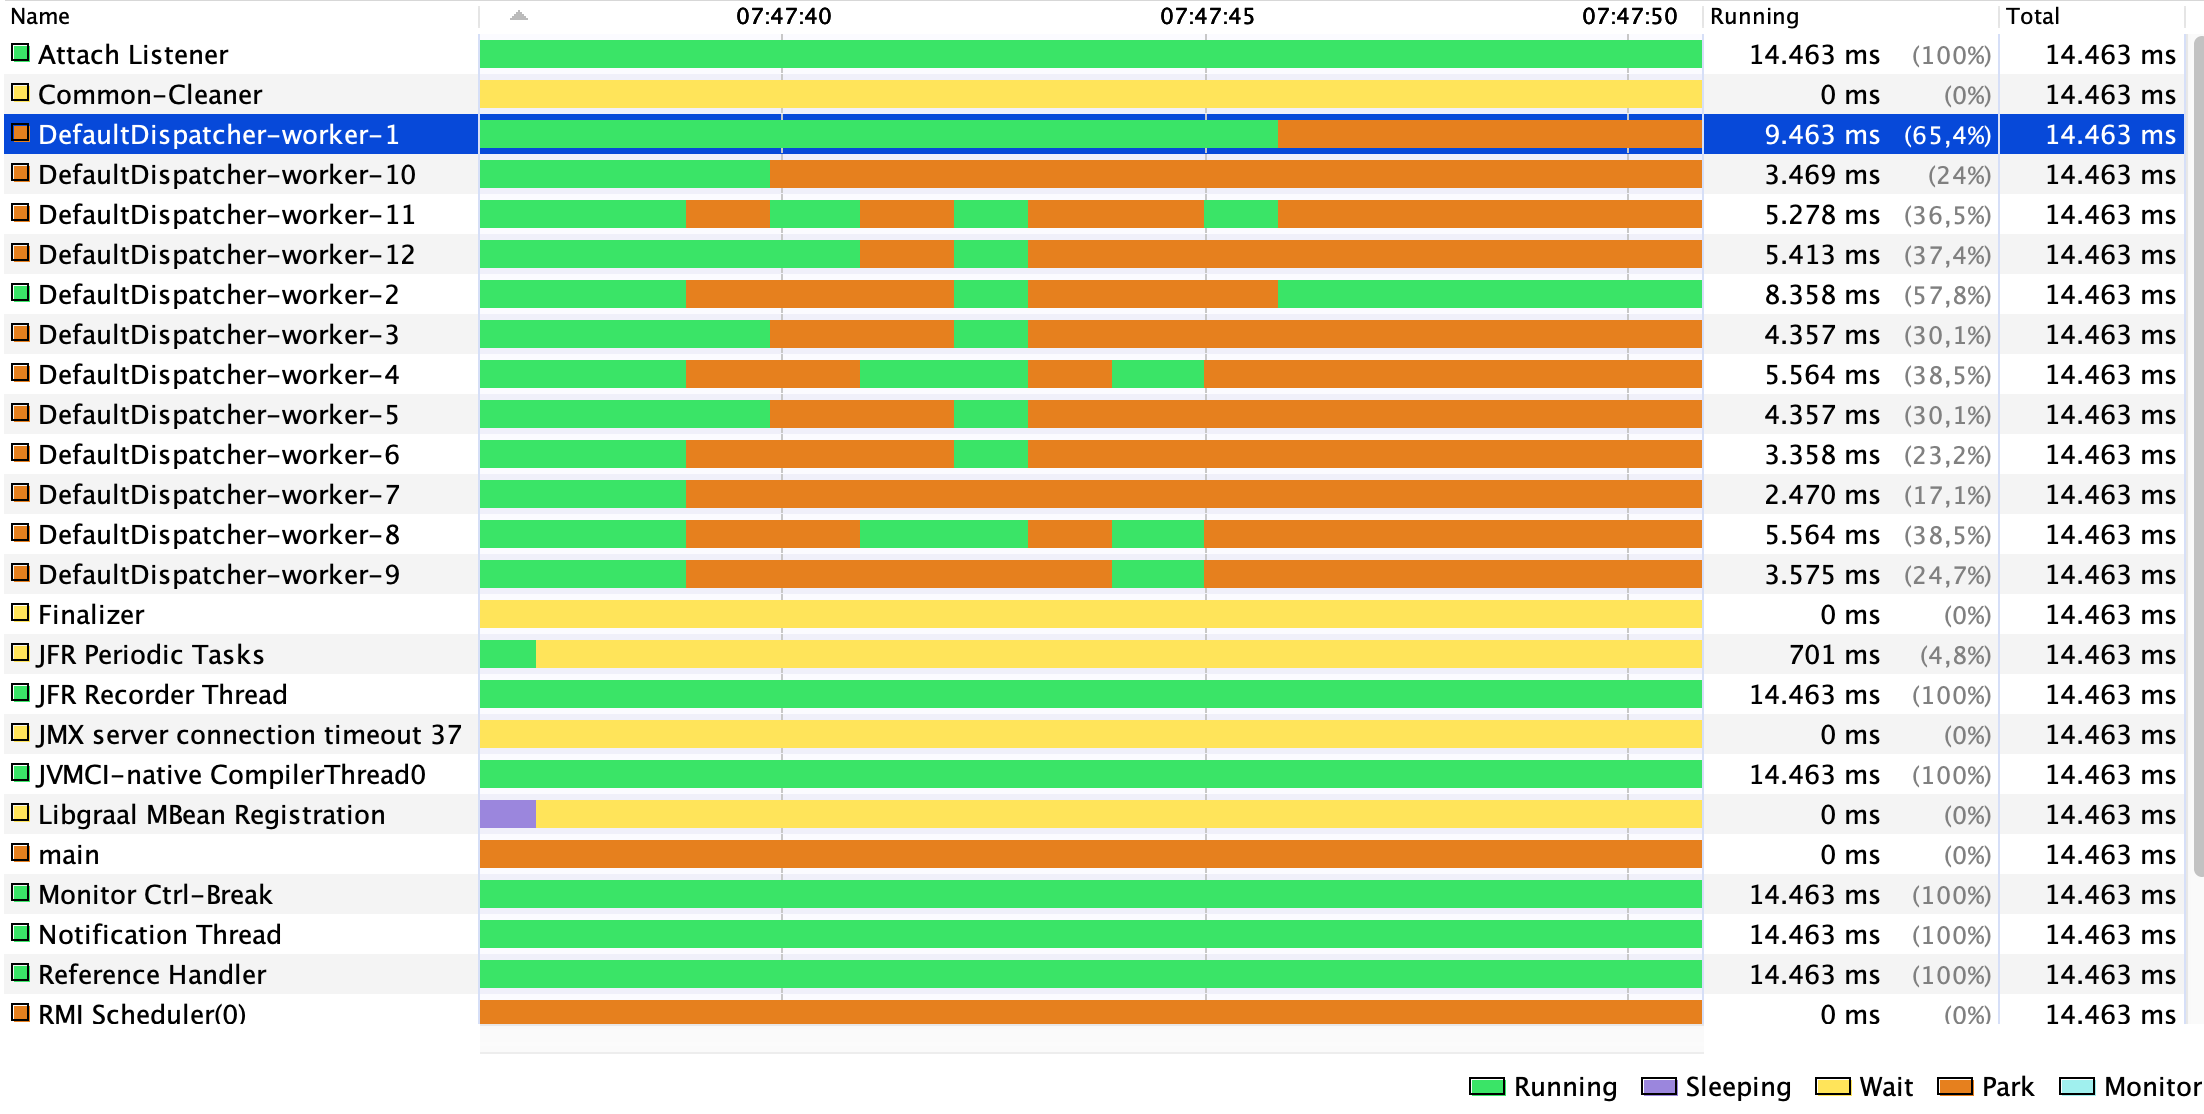 Name 07:47:40 07:47:45 07:47:50 Running Total
Attach Listener 14.463 ms (100%) 14.463 ms
Common-Cleaner 0 ms (0%) 14.463 ms
DefaultDispatcher-worker-1 9.463 ms (65,4%) 14.463 ms
DefaultDispatcher-worker-10 3.469 ms (24%) 14.463 ms
DefaultDispatcher-worker-11 5.278 ms (36,5%) 14.463 ms
DefaultDispatcher-worker-12 5.413 ms (37,4%) 14.463 ms
DefaultDispatcher-worker-2 8.358 ms (57,8%) 14.463 ms
DefaultDispatcher-worker-3 4.357 ms (30,1%) 14.463 ms
DefaultDispatcher-worker-4 5.564 ms (38,5%) 14.463 ms
DefaultDispatcher-worker-5 4.357 ms (30,1%) 14.463 ms
DefaultDispatcher-worker-6 3.358 ms (23,2%) 14.463 ms
DefaultDispatcher-worker-7 2.470 ms (17,1%) 14.463 ms
DefaultDispatcher-worker-8 5.564 ms (38,5%) 14.463 ms
DefaultDispatcher-worker-9 3.575 ms (24,7%) 14.463 ms
Finalizer 0 ms (0%) 14.463 ms
JFR Periodic Tasks 701 ms (4,8%) 14.463 ms
JFR Recorder Thread 14.463 ms (100%) 14.463 ms
JMX server connection timeout 37 0 ms (0%) 14.463 ms
JVMCI-native CompilerThread0 14.463 ms (100%) 14.463 ms
Libgraal MBean Registration 0 ms (0%) 14.463 ms
main 0 ms (0%) 14.463 ms
Monitor Ctrl-Break 14.463 ms (100%) 14.463 ms
Notification Thread 14.463 ms (100%) 14.463 ms
Reference Handler 14.463 ms (100%) 14.463 ms
RMI Scheduler(0) 0 ms (0%) 14.463 ms
Running Sleeping Wait Park Monitor